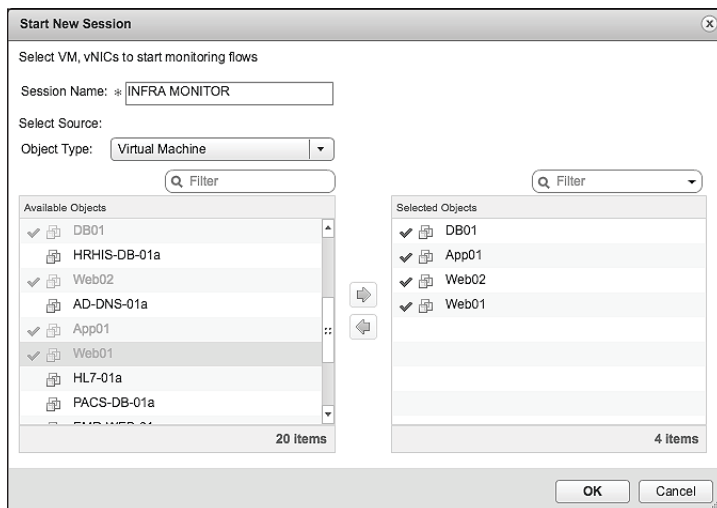 Start New Session
Select VM, vNICs to start monitoring flows
Session Name: * INFRA MONITOR
Select Source:
Object Type: Virtual Machine
Filter
Available Objects
DB01
HRHIS-DB-01a
Web02
AD-DNS-01a
App01
Web01
HL7-01a
PACS-DB-01a
20 items
Filter
Selected Objects
DB01
App01
Web02
Web01
4 items
OK Cancel